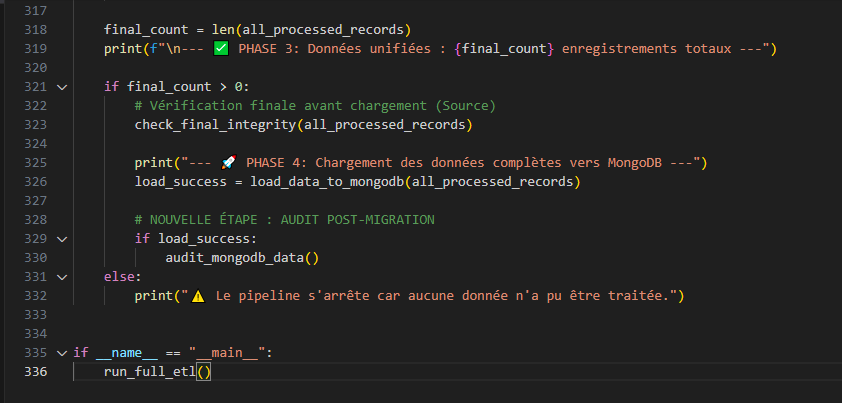 317
318 final_count = len(all_processed_records)
319 print(f"\n--- ✅ PHASE 3: Données unifiées : {final_count} enregistrements totaux ---")
320
321 if final_count > 0:
322 # Vérification finale avant chargement (Source)
323 check_final_integrity(all_processed_records)
324
325 print("--- 🚀 PHASE 4: Chargement des données complètes vers MongoDB ---")
326 load_success = load_data_to_mongodb(all_processed_records)
327
328 # NOUVELLE ÉTAPE : AUDIT POST-MIGRATION
329 if load_success:
330 audit_mongodb_data()
331 else:
332 print("⚠️ Le pipeline s'arrête car aucune donnée n'a pu être traitée.")
333
334
335 if __name__ == "__main__":
336 run_full_etl()